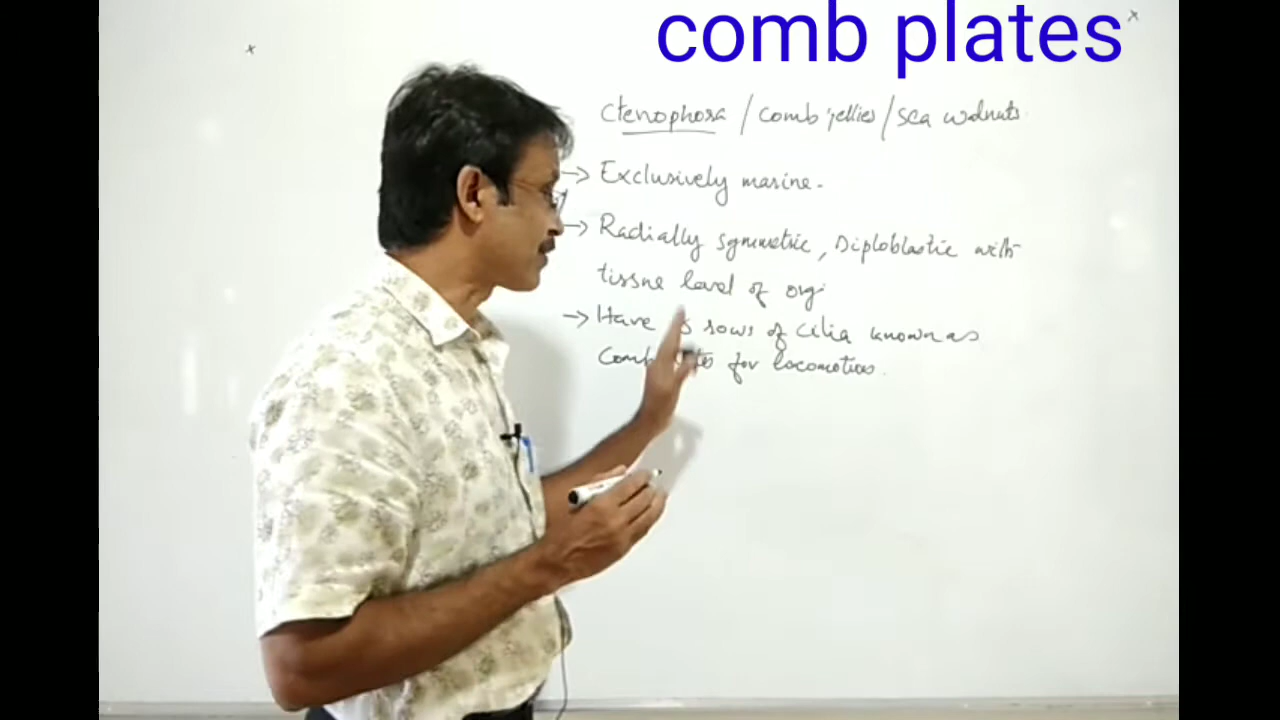 comb plates
Ctenophora / Comb jellies / sea walnuts
→ Exclusively marine.
→ Radially symmetric, Diploblastic with
tissue level of org.
→ Have rows of cilia known as
for locomotion.